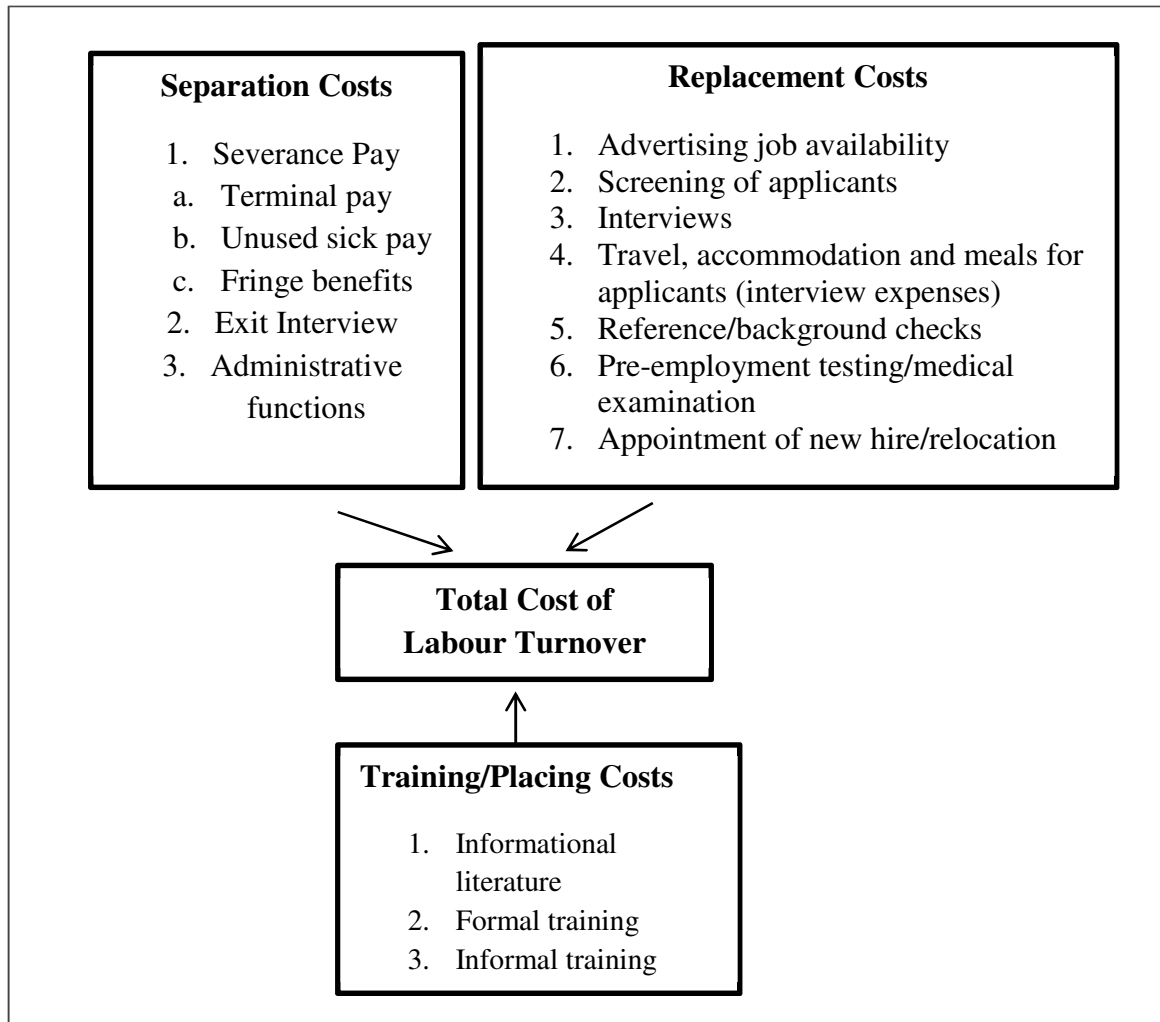 Separation Costs
1. Severance Pay
a. Terminal pay
b. Unused sick pay
c. Fringe benefits
2. Exit Interview
3. Administrative
functions
Replacement Costs
1. Advertising job availability
2. Screening of applicants
3. Interviews
4. Travel, accommodation and meals for
applicants (interview expenses)
5. Reference/background checks
6. Pre-employment testing/medical
examination
7. Appointment of new hire/relocation
Total Cost of
Labour Turnover
Training/Placing Costs
1. Informational
literature
2. Formal training
3. Informal training